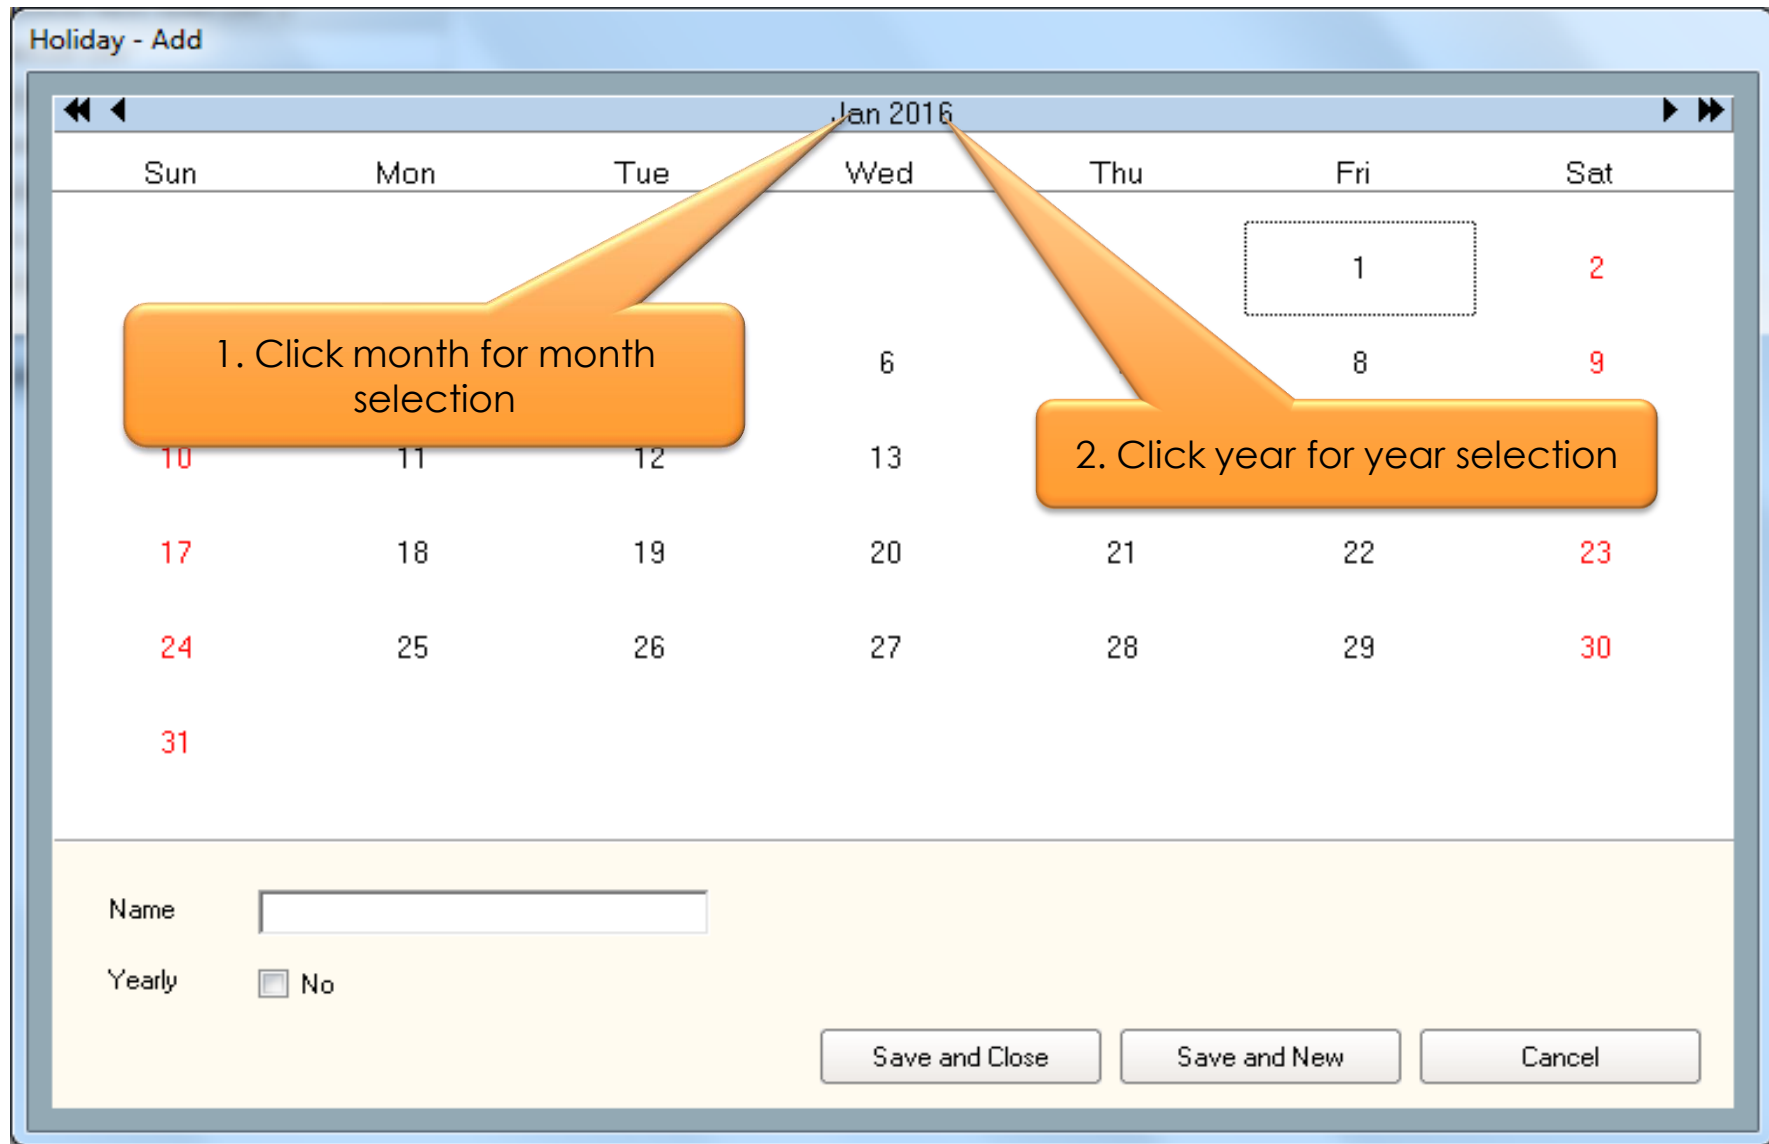 Holiday - Add
Jan 2016
Sun Mon Tue Wed Thu Fri Sat
1 2
1. Click month for month
selection
6 8 9
2. Click year for year selection
10 11 12 13
17 18 19 20 21 22 23
24 25 26 27 28 29 30
31
Name
Yearly No
Save and Close Save and New Cancel